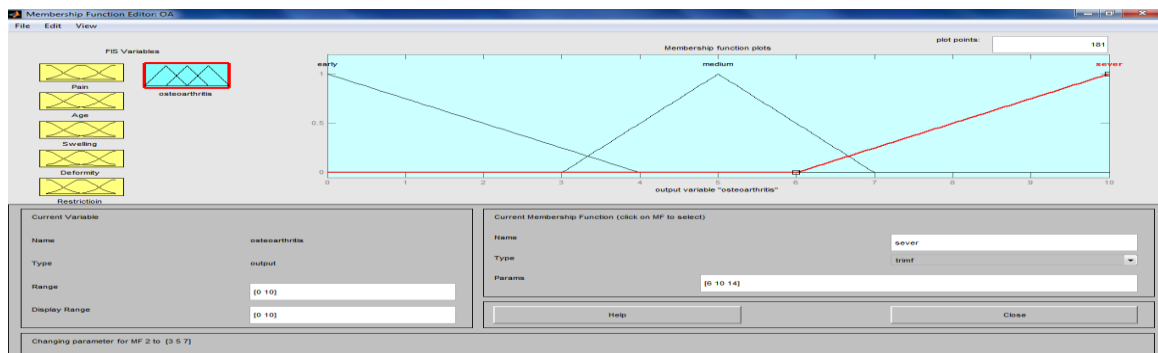 Membership Function Editor: OA
File Edit View
FIS Variables
Pain
Age
Swelling
Deformity
Restrictioin
osteoarthritis
Membership function plots
plot points:
181
early
medium
sever
1
0.5
0
0 1 2 3 4 5 6 7 8 9 10
output variable "osteoarthritis"
Current Variable
Name osteoarthritis
Type output
Range [0 10]
Display Range [0 10]
Current Membership Function (click on MF to select)
Name sever
Type trimf
Params [6 10 14]
Help Close
Changing parameter for MF 2 to [3 5 7]